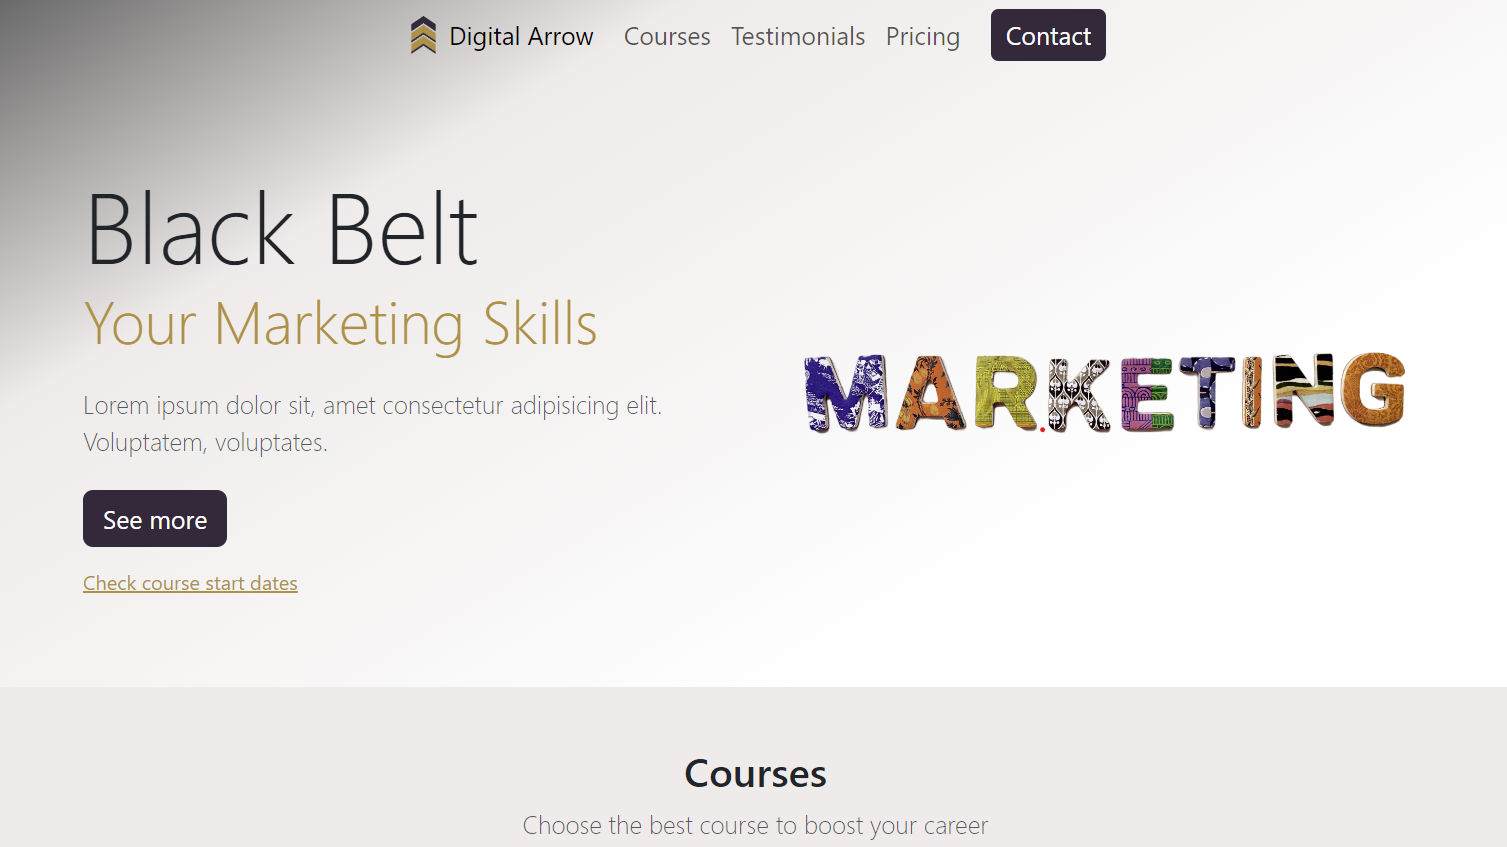 Digital Arrow Courses Testimonials Pricing Contact
Black Belt
Your Marketing Skills
Lorem ipsum dolor sit, amet consectetur adipisicing elit.
Voluptatem, voluptates.
MARKETING
See more
Check course start dates
Courses
Choose the best course to boost your career